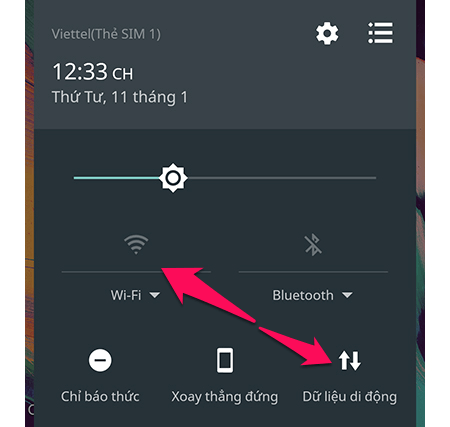 Viettel(Thẻ SIM 1)
12:33 CH
Thứ Tư, 11 tháng 1
Wi-Fi Bluetooth
Chỉ báo thức Xoay thẳng đứng Dữ liệu di động